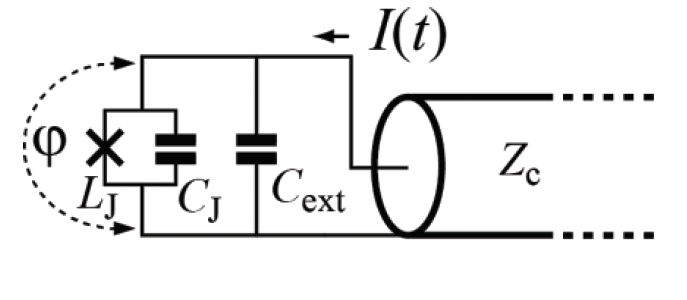 I(t)
φ
L_J
C_J
C_ext
Z_c